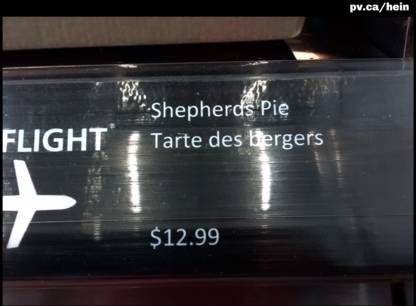 pv.ca/hein
Shepherds Pie
FLIGHT
Tarte des bergers
$12.99